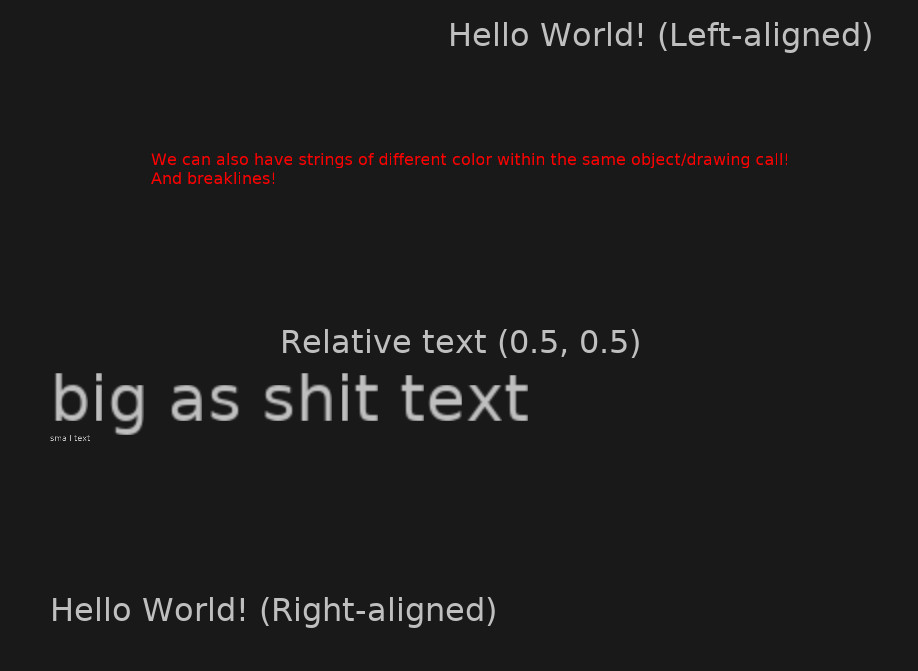 Hello World! (Left-aligned)
We can also have strings of different color within the same object/drawing call!
And breaklines!
Relative text (0.5, 0.5)
big as shit text
small text
Hello World! (Right-aligned)